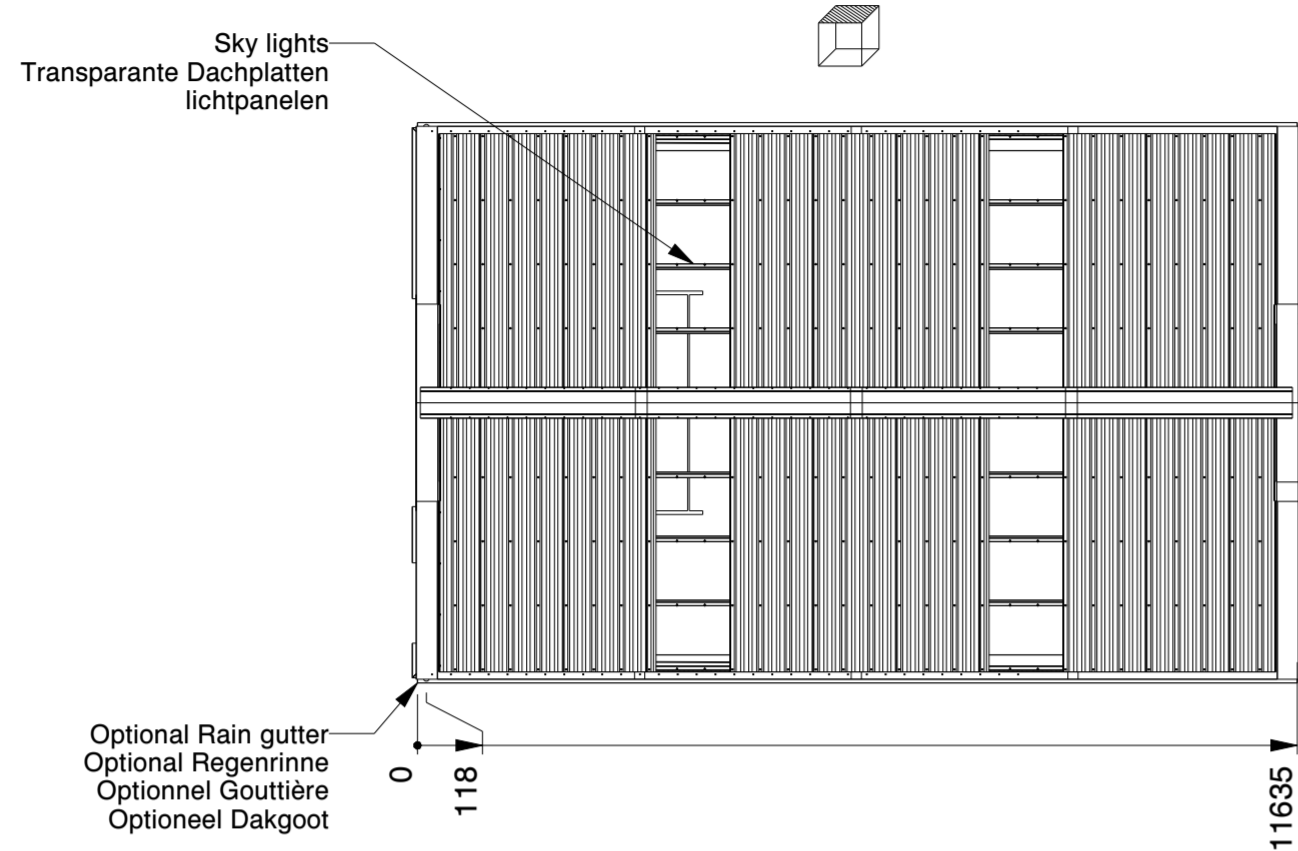 Sky lights
Transparante Dachplatten
lichtpanelen
Optional Rain gutter
Optional Regenrinne
Optionnel Gouttière
Optioneel Dakgoot
0
118
11635